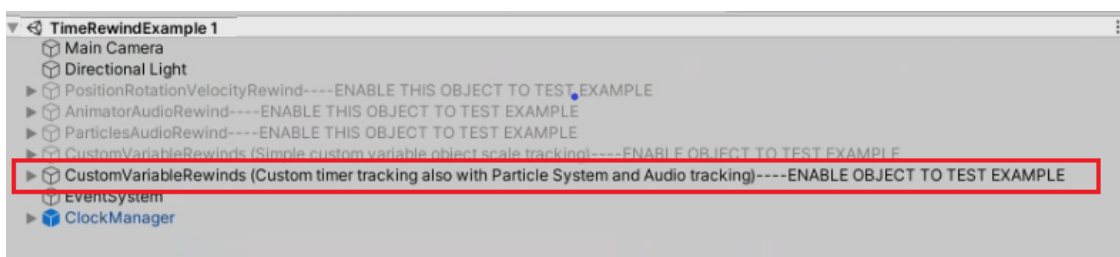 TimeRewindExample 1
Main Camera
Directional Light
PositionRotationVelocityRewind----ENABLE THIS OBJECT TO TEST EXAMPLE
AnimatorAudioRewind----ENABLE THIS OBJECT TO TEST EXAMPLE
ParticlesAudioRewind----ENABLE THIS OBJECT TO TEST EXAMPLE
CustomVariableRewinds (Simple custom variable object scale tracking)----ENABLE OBJECT TO TEST EXAMPLE
CustomVariableRewinds (Custom timer tracking also with Particle System and Audio tracking)----ENABLE OBJECT TO TEST EXAMPLE
EventSystem
ClockManager